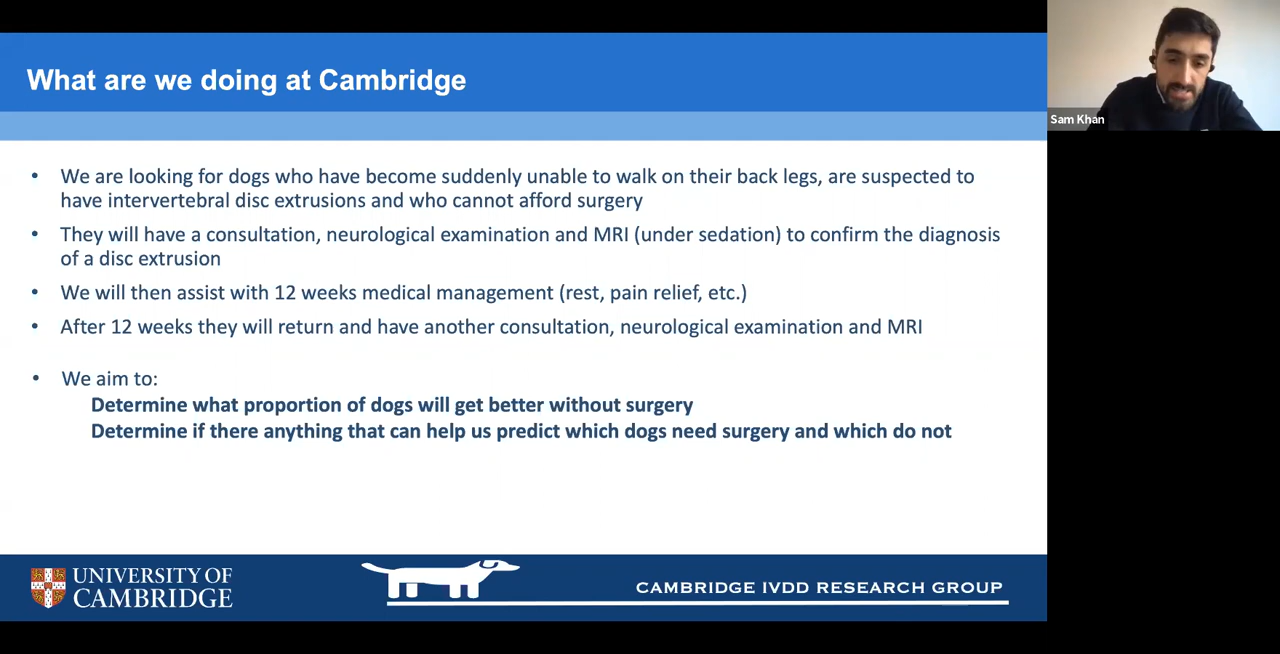 What are we doing at Cambridge
Sam Khan
• We are looking for dogs who have become suddenly unable to walk on their back legs, are suspected to
have intervertebral disc extrusions and who cannot afford surgery
• They will have a consultation, neurological examination and MRI (under sedation) to confirm the diagnosis
of a disc extrusion
• We will then assist with 12 weeks medical management (rest, pain relief, etc.)
• After 12 weeks they will return and have another consultation, neurological examination and MRI
• We aim to:
Determine what proportion of dogs will get better without surgery
Determine if there anything that can help us predict which dogs need surgery and which do not
UNIVERSITY OF
CAMBRIDGE
CAMBRIDGE IVDD RESEARCH GROUP